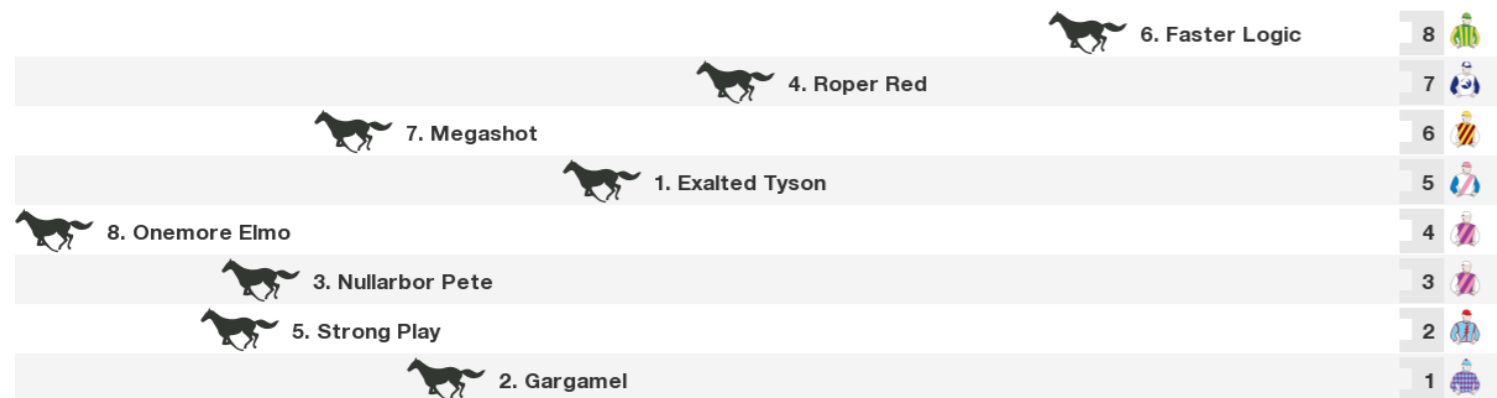 6. Faster Logic 8
4. Roper Red 7
7. Megashot 6
1. Exalted Tyson 5
8. Onemore Elmo 4
3. Nullarbor Pete 3
5. Strong Play 2
2. Gargamel 1